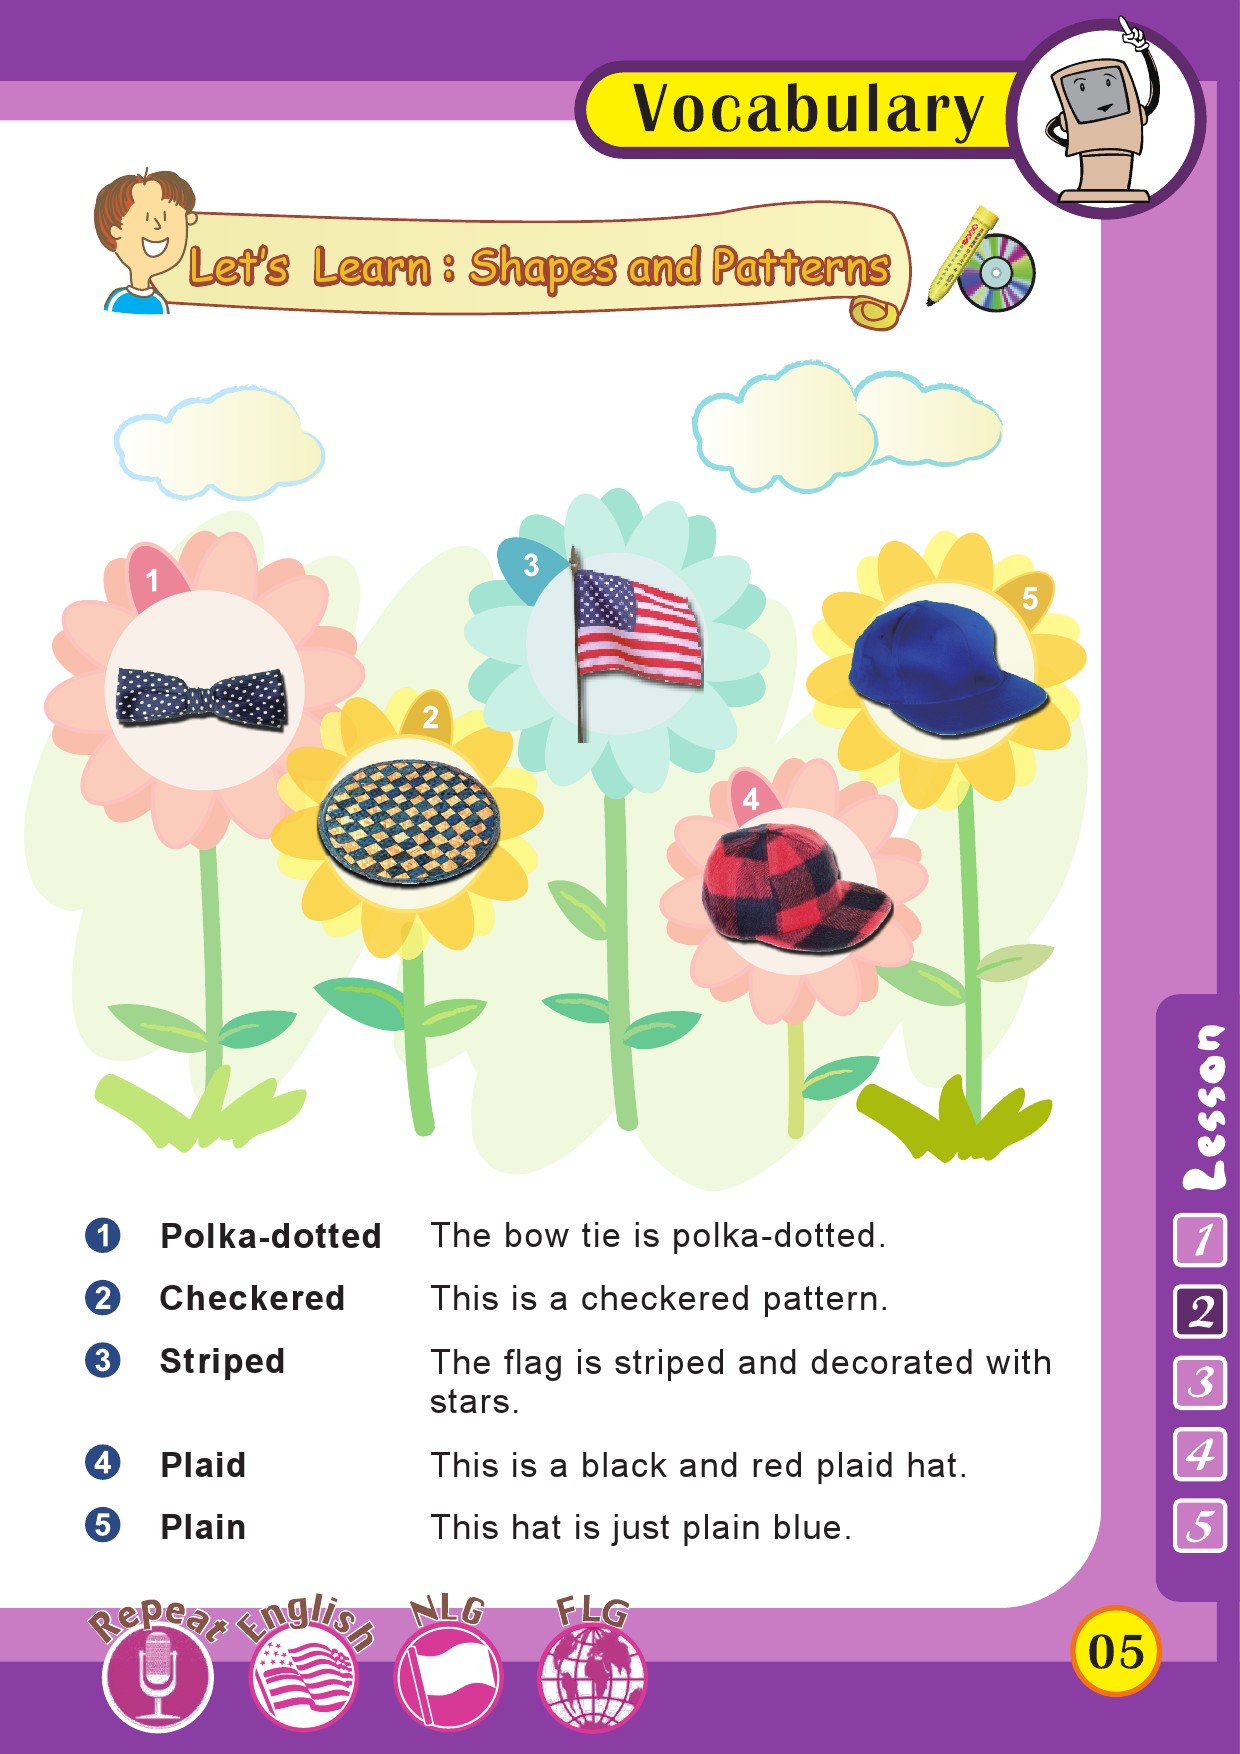 Vocabulary
Let's Learn : Shapes and Patterns
1
2
3
4
5
1 Polka-dotted The bow tie is polka-dotted.
2 Checkered This is a checkered pattern.
3 Striped The flag is striped and decorated with
stars.
4 Plaid This is a black and red plaid hat.
5 Plain This hat is just plain blue.
Lesson
1
2
3
4
5
Repeat
English
NLG
FLG
05